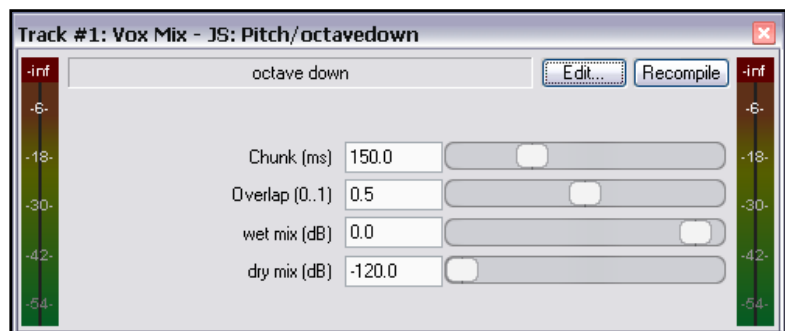 Track #1: Vox Mix - JS: Pitch/octavedown
-inf octave down Edit... Recompile -inf
-6- -6-
-18- Chunk (ms) 150.0 -18-
Overlap (0..1) 0.5
-30- -30-
wet mix (dB) 0.0
-42- -42-
dry mix (dB) -120.0
-54- -54-